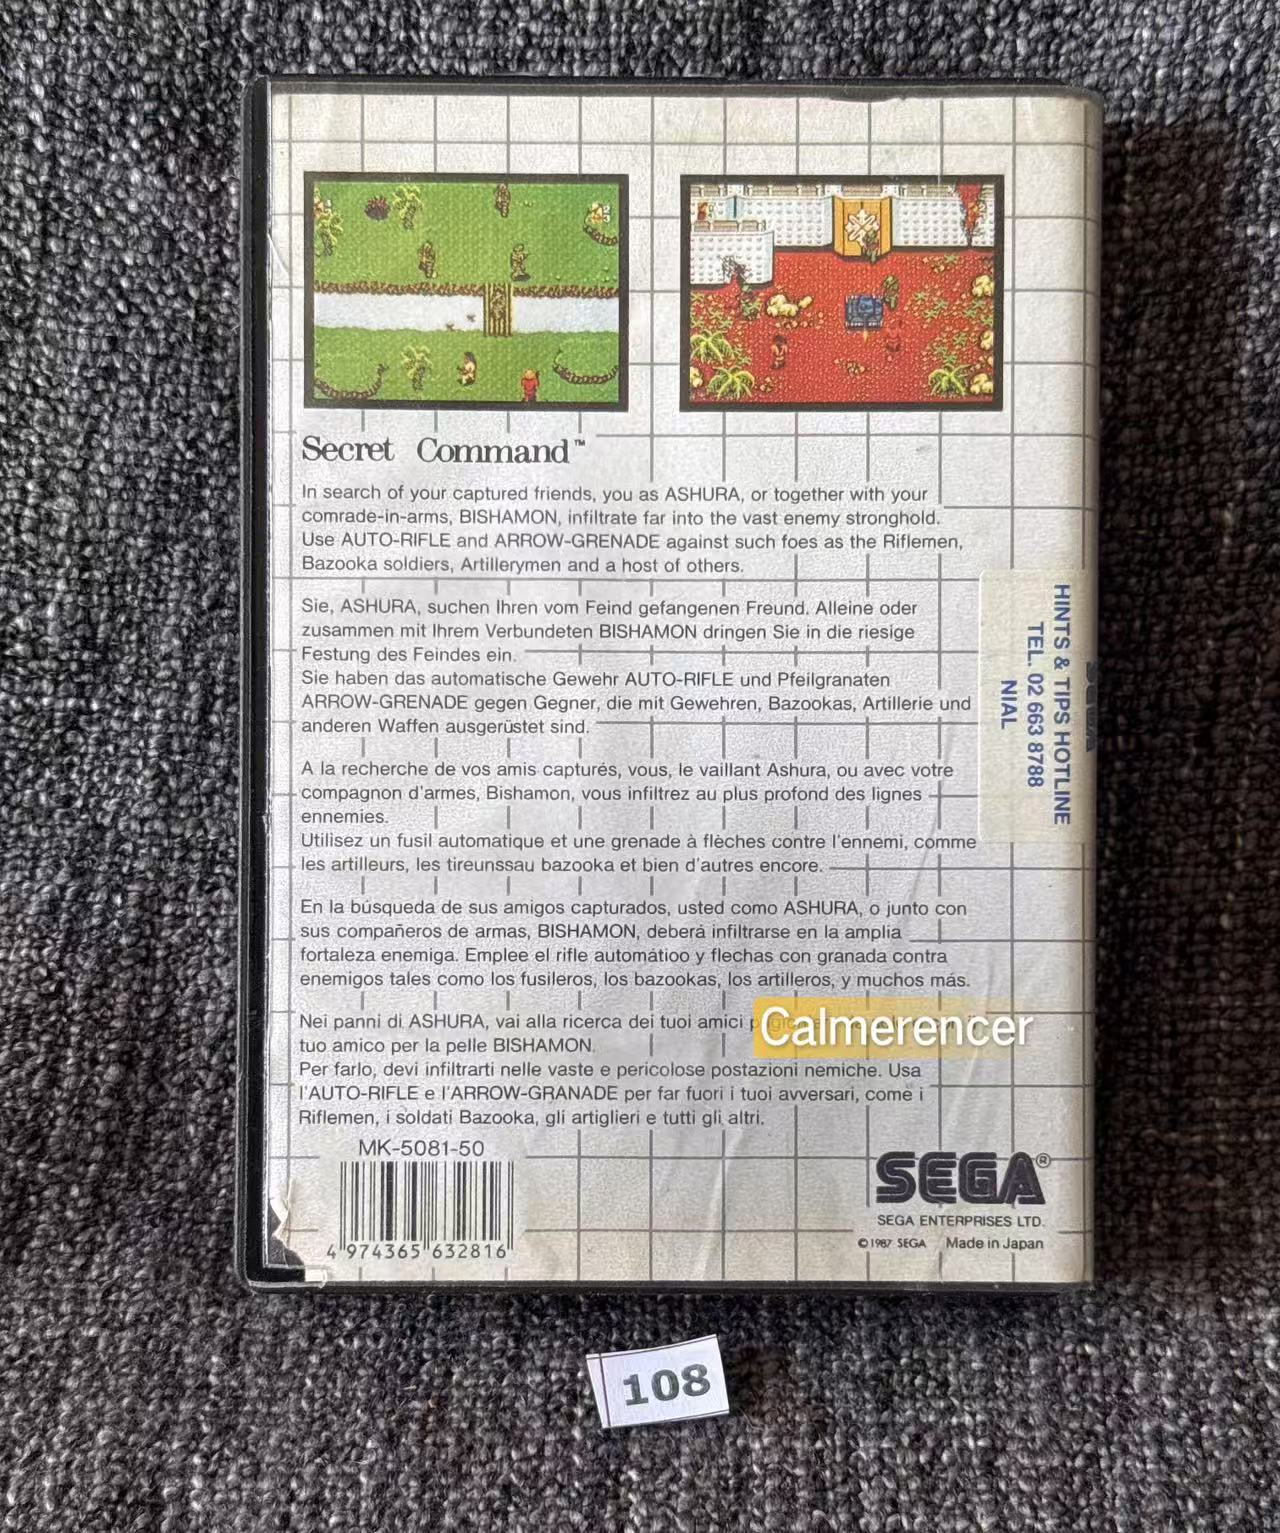 Secret Command™
In search of your captured friends, you as ASHURA, or together with your
comrade-in-arms, BISHAMON, infiltrate far into the vast enemy stronghold.
Use AUTO-RIFLE and ARROW-GRENADE against such foes as the Riflemen,
Bazooka soldiers, Artillerymen and a host of others.
Sie, ASHURA, suchen Ihren vom Feind gefangenen Freund. Alleine oder
zusammen mit Ihrem Verbundeten BISHAMON dringen Sie in die riesige
Festung des Feindes ein.
Sie haben das automatische Gewehr AUTO-RIFLE und Pfeilgranaten
ARROW-GRENADE gegen Gegner, die mit Gewehren, Bazookas, Artillerie und
anderen Waffen ausgerüstet sind.
A la recherche de vos amis capturés, vous, le vaillant Ashura, ou avec votre
compagnon d'armes, Bishamon, vous infiltrez au plus profond des lignes
ennemies.
Utilisez un fusil automatique et une grenade à flèches contre l'ennemi, comme
les artilleurs, les tireunssau bazooka et bien d'autres encore.
En la búsqueda de sus amigos capturados, usted como ASHURA, o junto con
sus compañeros de armas, BISHAMON, deberá infiltrarse en la amplia
fortaleza enemiga. Emplee el rifle automátioo y flechas con granada contra
enemigos tales como los fusileros, los bazookas, los artilleros, y muchos más.
Nei panni di ASHURA, vai alla ricerca dei tuoi amici
Calmerencer
tuo amico per la pelle BISHAMON.
Per farlo, devi infiltrarti nelle vaste e pericolose postazioni nemiche. Usa
l'AUTO-RIFLE e l'ARROW-GRANADE per far fuori i tuoi avversari, come i
Riflemen, i soldati Bazooka, gli artiglieri e tutti gli altri.
MK-5081-50
4 974365 632816
SEGA®
SEGA ENTERPRISES LTD.
©1987 SEGA Made in Japan
HINTS & TIPS HOTLINE
TEL. 02 663 8788
NIAL
108